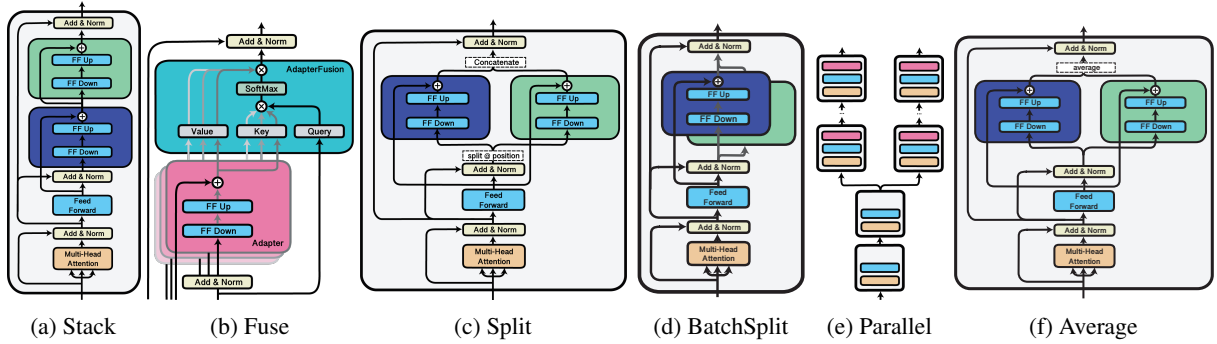 Add & Norm
FF Up
FF Down
FF Up
FF Down
Add & Norm
Feed
Forward
Add & Norm
Multi-Head
Attention
(a) Stack
Add & Norm
AdapterFusion
SoftMax
Value
Key
Query
FF Up
FF Down
Adapter
Add & Norm
(b) Fuse
Add & Norm
Concatenate
FF Up
FF Down
FF Up
FF Down
split @ position
Add & Norm
Feed
Forward
Add & Norm
Multi-Head
Attention
(c) Split
Add & Norm
FF Up
FF Down
Add & Norm
Feed
Forward
Add & Norm
Multi-Head
Attention
(d) BatchSplit
...
...
(e) Parallel
Add & Norm
average
FF Up
FF Down
FF Up
FF Down
Add & Norm
Feed
Forward
Add & Norm
Multi-Head
Attention
(f) Average